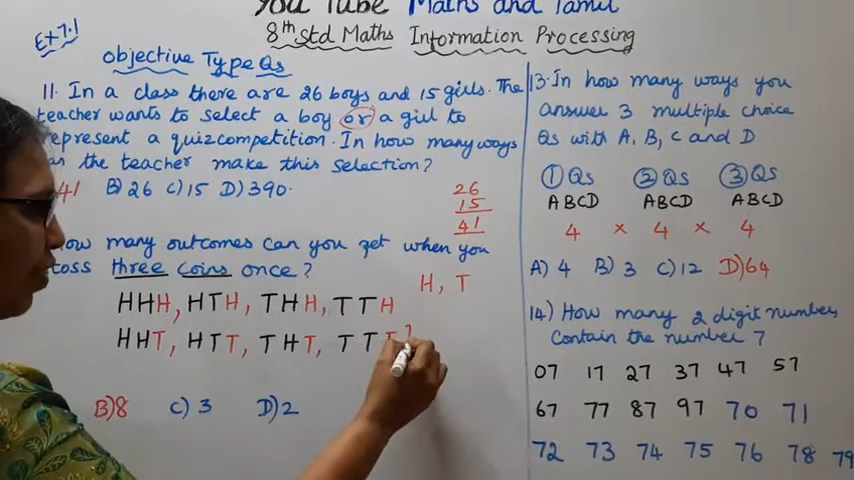 You Tube Maths and Tamil
8th Std Maths Information Processing
Ex 7.1
Objective Type Qs
11. In a class there are 26 boys and 15 girls. The
teacher wants to select a boy or a girl to
represent a quizcompetition. In how many ways
the teacher make this selection?
41 B) 26 C) 15 D) 390.
26
15
41
many outcomes can you get when you
toss three coins once?
H, T
HHH, HTH, THH, TTH
HHT, HTT, THT, TTT
B) 8 C) 3 D) 2
13. In how many ways you
answer 3 multiple choice
Qs with A, B, C and D
① Qs ② Qs ③ Qs
ABCD ABCD ABCD
4 × 4 × 4
A) 4 B) 3 C) 12 D) 64
14) How many 2 digit numbers
contain the number 7
07 17 27 37 47 57
67 77 87 97 70 71
72 73 74 75 76 78 79